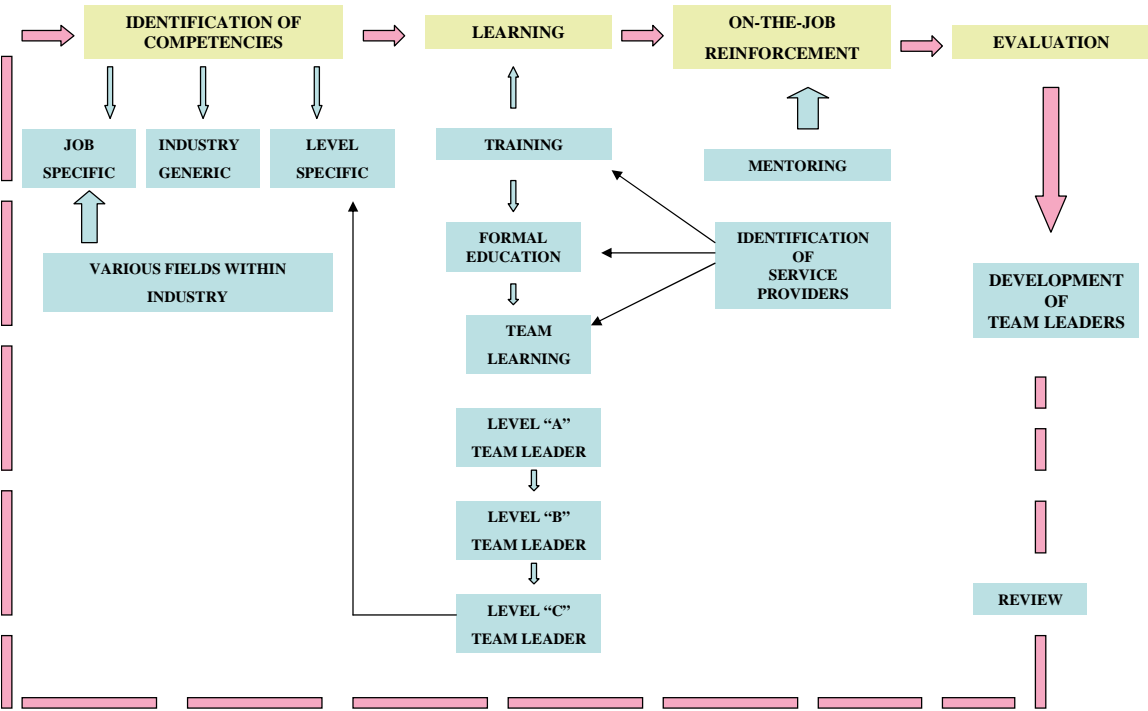 IDENTIFICATION OF
COMPETENCIES
LEARNING
ON-THE-JOB
REINFORCEMENT
EVALUATION
JOB
SPECIFIC
INDUSTRY
GENERIC
LEVEL
SPECIFIC
TRAINING
MENTORING
VARIOUS FIELDS WITHIN
INDUSTRY
FORMAL
EDUCATION
IDENTIFICATION
OF
SERVICE
PROVIDERS
DEVELOPMENT
OF
TEAM LEADERS
TEAM
LEARNING
LEVEL “A”
TEAM LEADER
LEVEL “B”
TEAM LEADER
LEVEL “C”
TEAM LEADER
REVIEW